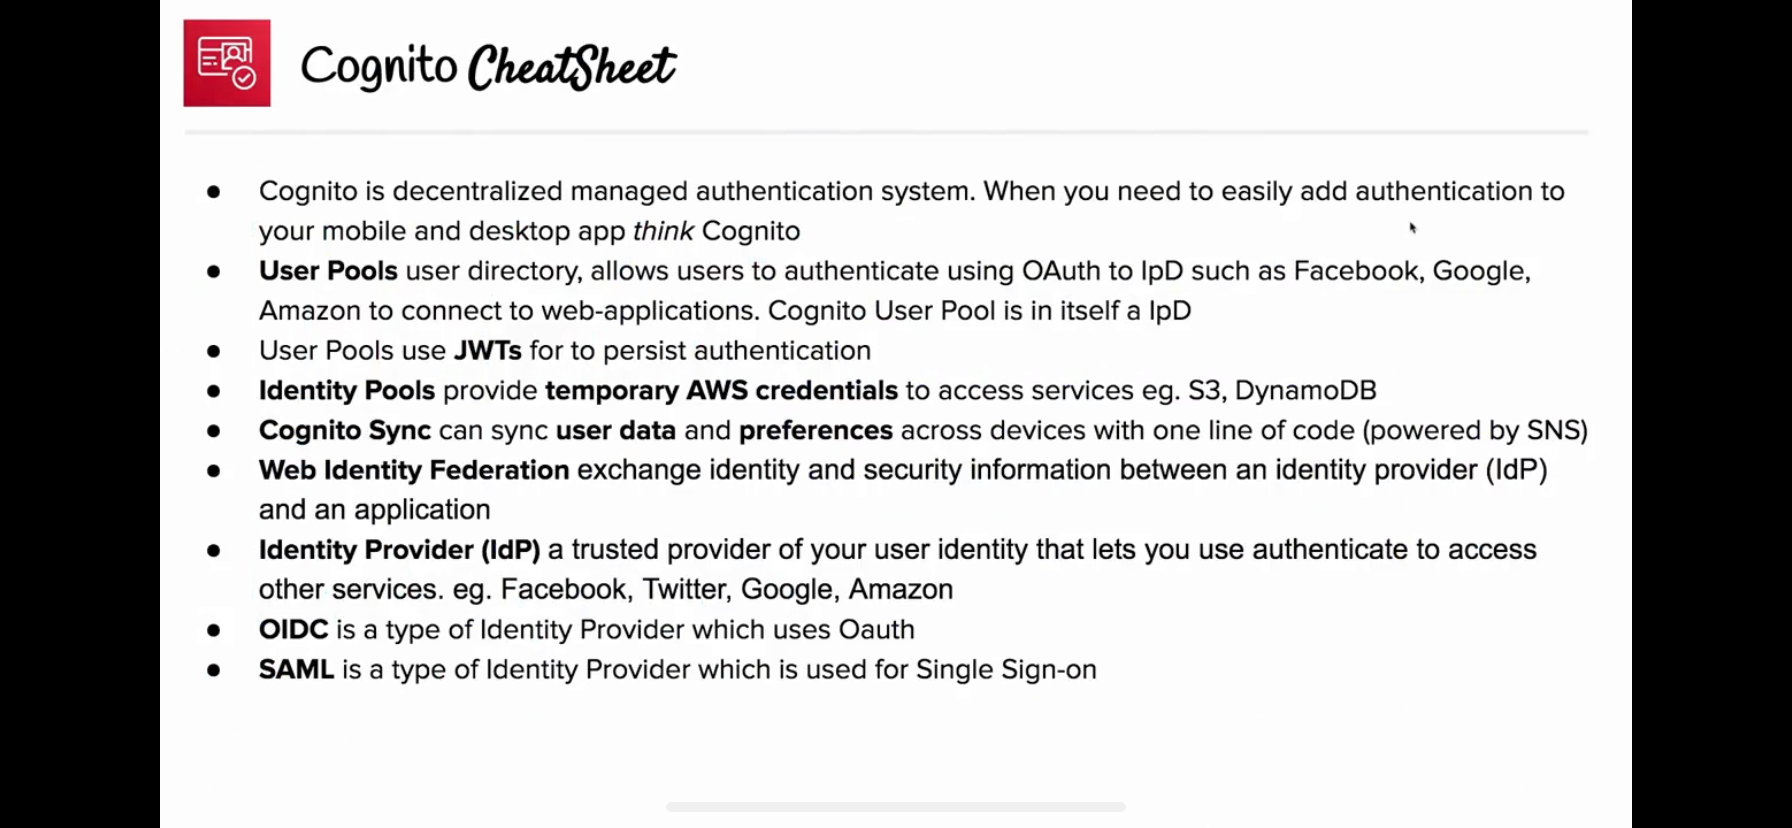 Cognito CheatSheet
● Cognito is decentralized managed authentication system. When you need to easily add authentication to
your mobile and desktop app think Cognito
● User Pools user directory, allows users to authenticate using OAuth to IpD such as Facebook, Google,
Amazon to connect to web-applications. Cognito User Pool is in itself a IpD
● User Pools use JWTs for to persist authentication
● Identity Pools provide temporary AWS credentials to access services eg. S3, DynamoDB
● Cognito Sync can sync user data and preferences across devices with one line of code (powered by SNS)
● Web Identity Federation exchange identity and security information between an identity provider (IdP)
and an application
● Identity Provider (IdP) a trusted provider of your user identity that lets you use authenticate to access
other services. eg. Facebook, Twitter, Google, Amazon
● OIDC is a type of Identity Provider which uses Oauth
● SAML is a type of Identity Provider which is used for Single Sign-on